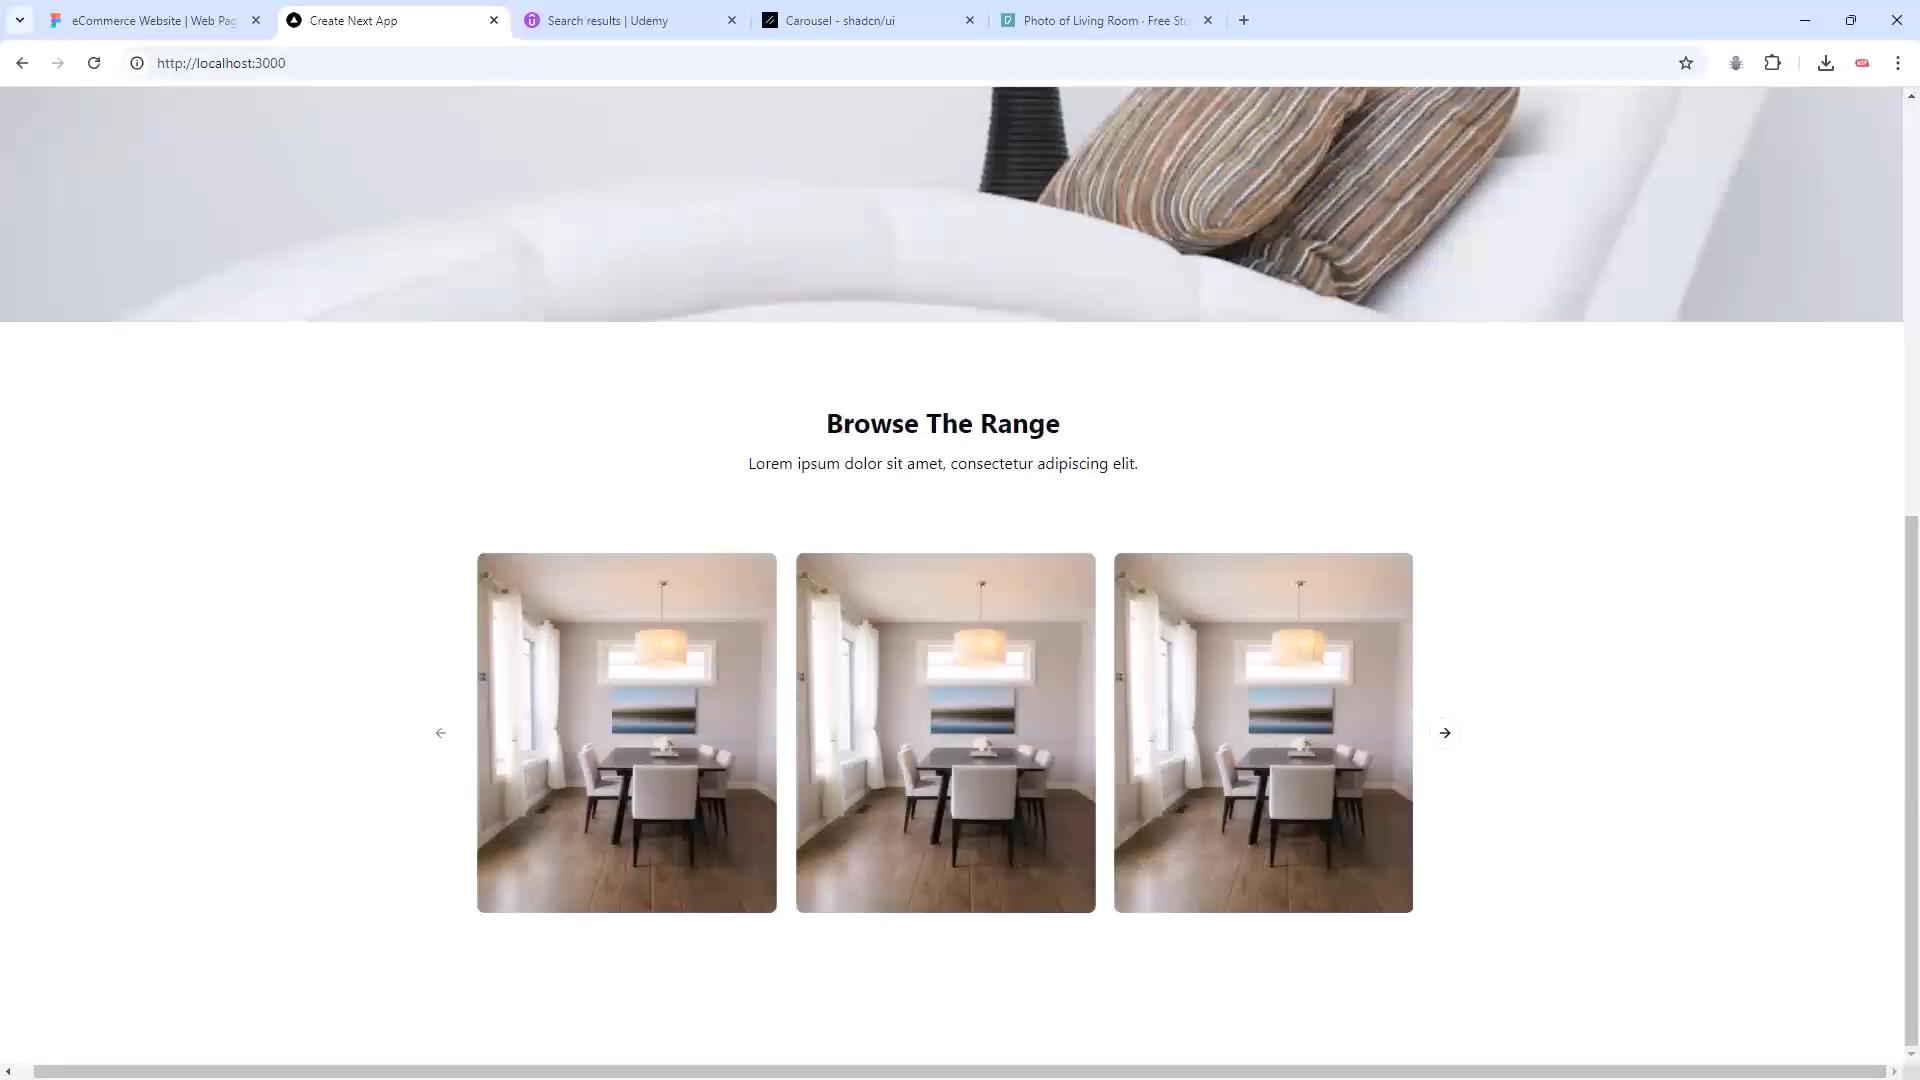 eCommerce Website | Web Pag
Create Next App
Search results | Udemy
Carousel - shadcn/ui
Photo of Living Room · Free Sto
http://localhost:3000
Browse The Range
Lorem ipsum dolor sit amet, consectetur adipiscing elit.